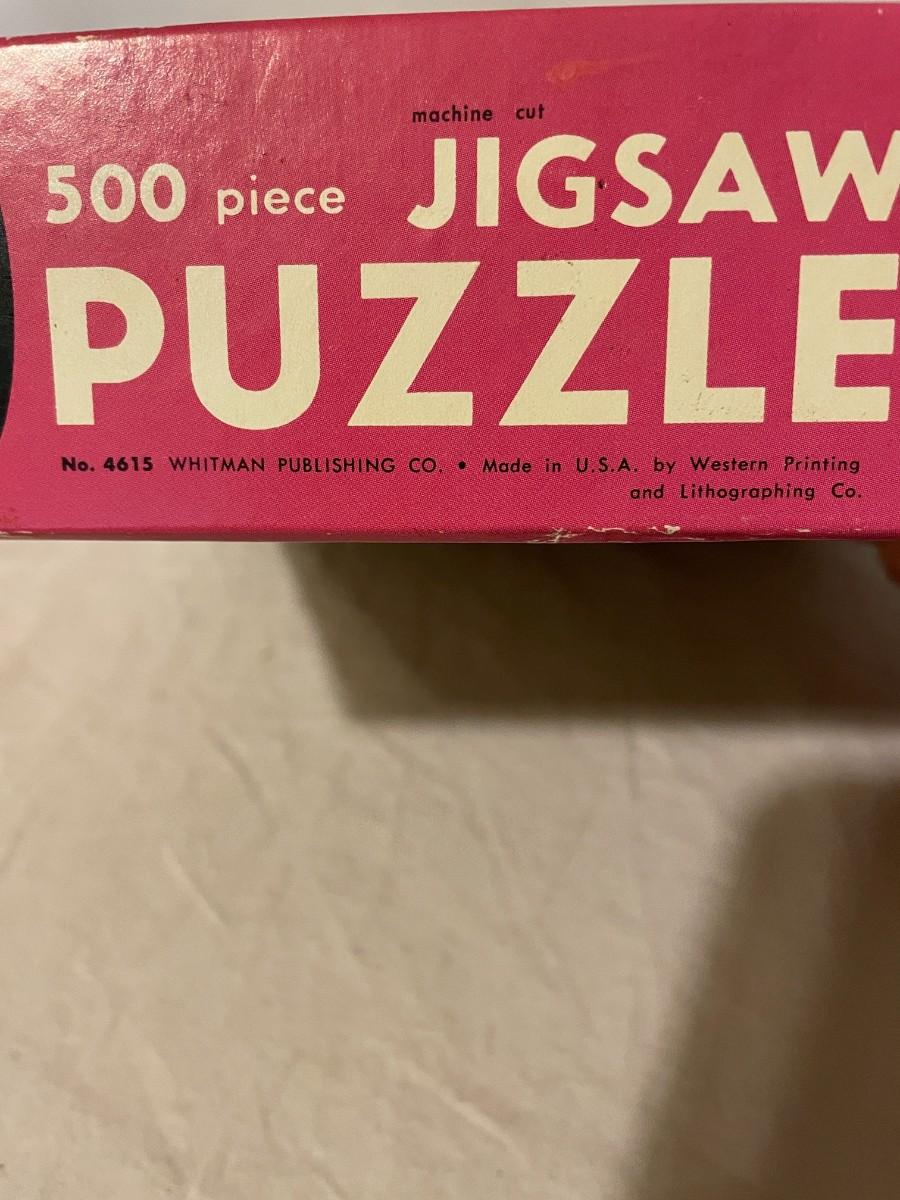 machine cut
500 piece JIGSAW
PUZZLE
No. 4615 WHITMAN PUBLISHING CO. • Made in U.S.A. by Western Printing
and Lithographing Co.